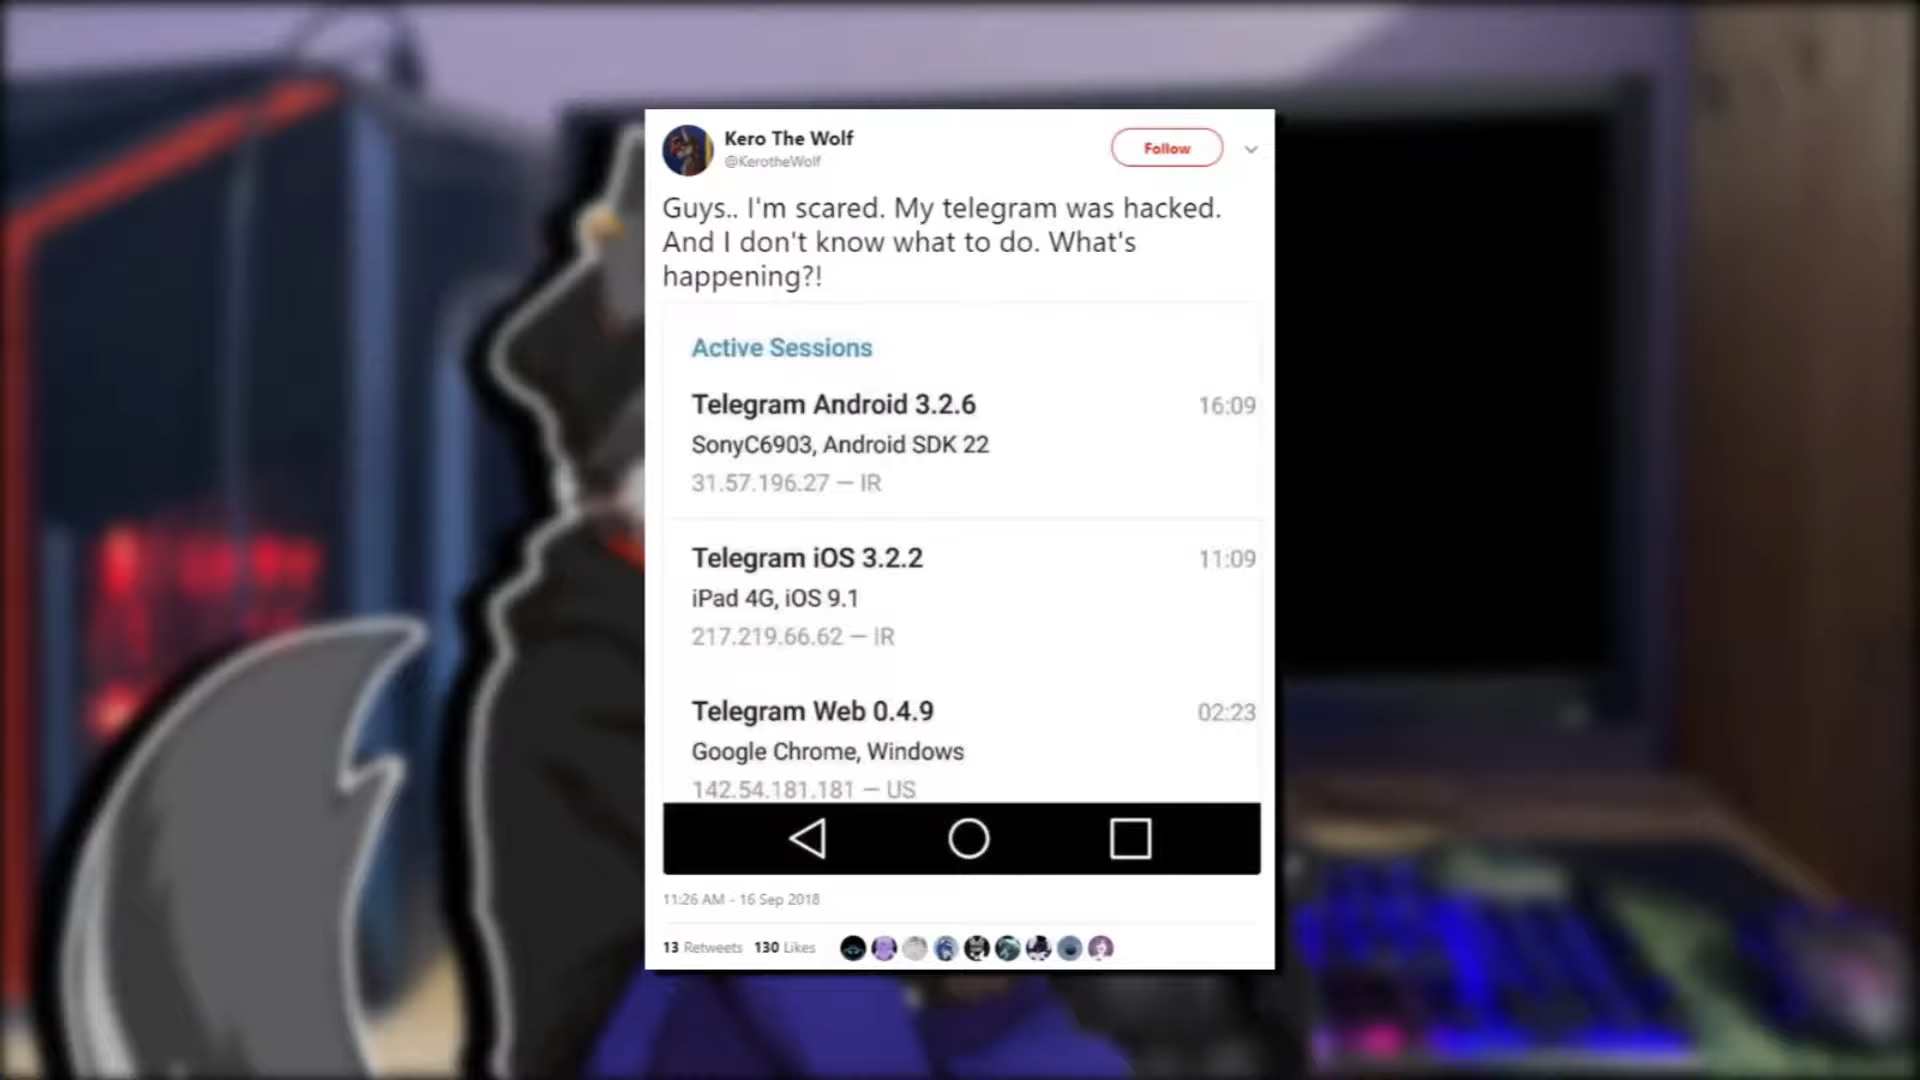 Kero The Wolf
@KerotheWolf
Follow
Guys.. I'm scared. My telegram was hacked.
And I don't know what to do. What's
happening?!
Active Sessions
Telegram Android 3.2.6
16:09
SonyC6903, Android SDK 22
31.57.196.27 — IR
Telegram iOS 3.2.2
11:09
iPad 4G, iOS 9.1
217.219.66.62 — IR
Telegram Web 0.4.9
02:23
Google Chrome, Windows
142.54.181.181 — US
11:26 AM - 16 Sep 2018
13 Retweets 130 Likes